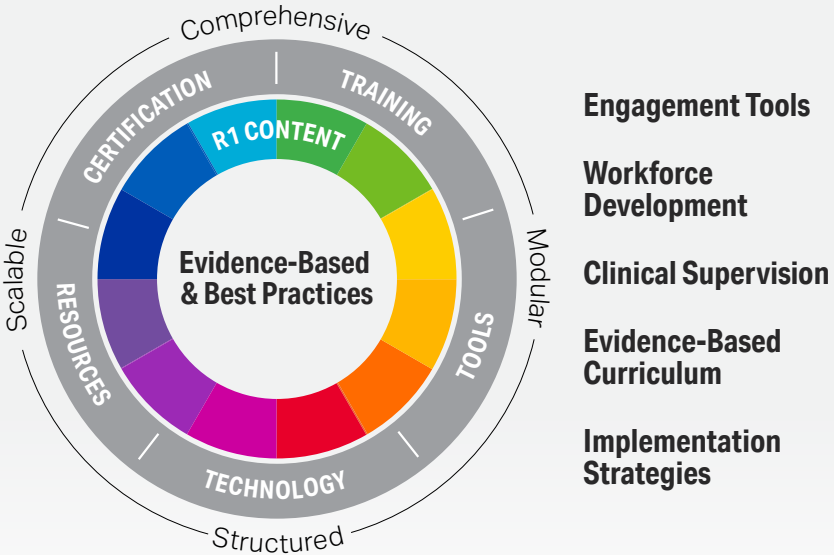 Comprehensive
CERTIFICATION
TRAINING
R1 CONTENT
Scalable
Evidence-Based
& Best Practices
Modular
RESOURCES
TOOLS
TECHNOLOGY
Structured
Engagement Tools
Workforce
Development
Clinical Supervision
Evidence-Based
Curriculum
Implementation
Strategies